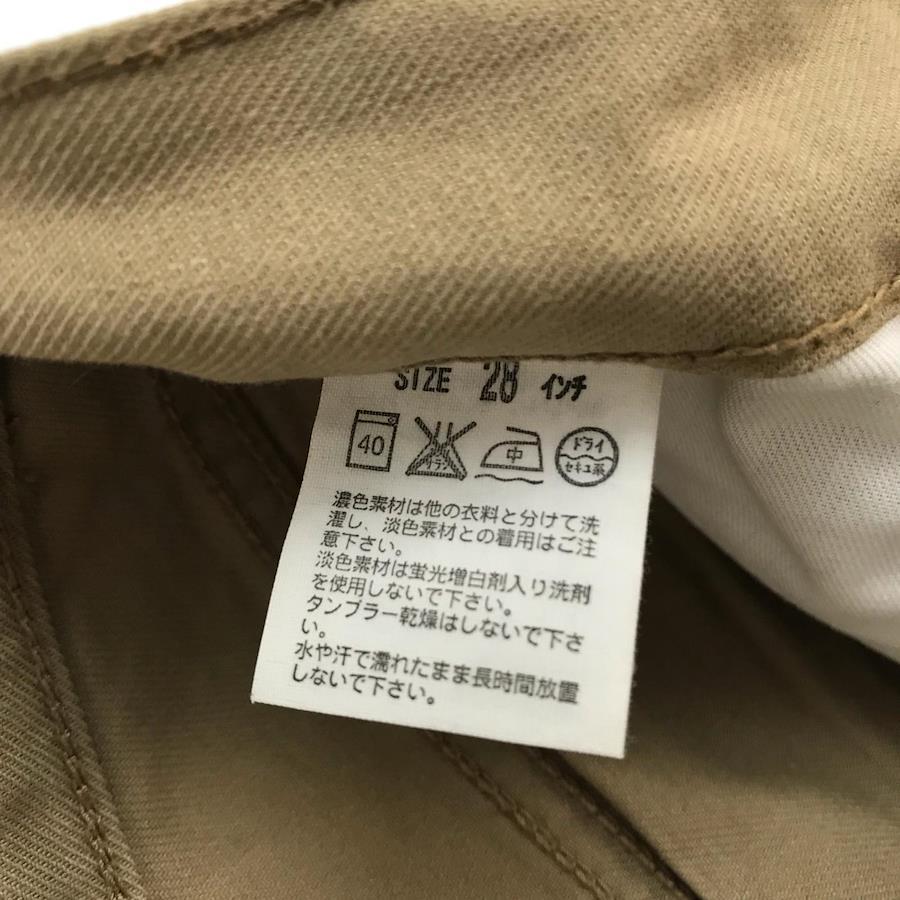 SIZE 28 インチ
40 サラシ 中 ドライ
セキユ系
濃色素材は他の衣料と分けて洗
濯し、淡色素材との着用はご注
意下さい。
淡色素材は蛍光増白剤入り洗剤
を使用しないで下さい。
タンブラー乾燥はしないで下さ
い。
水や汗で濡れたまま長時間放置
しないで下さい。